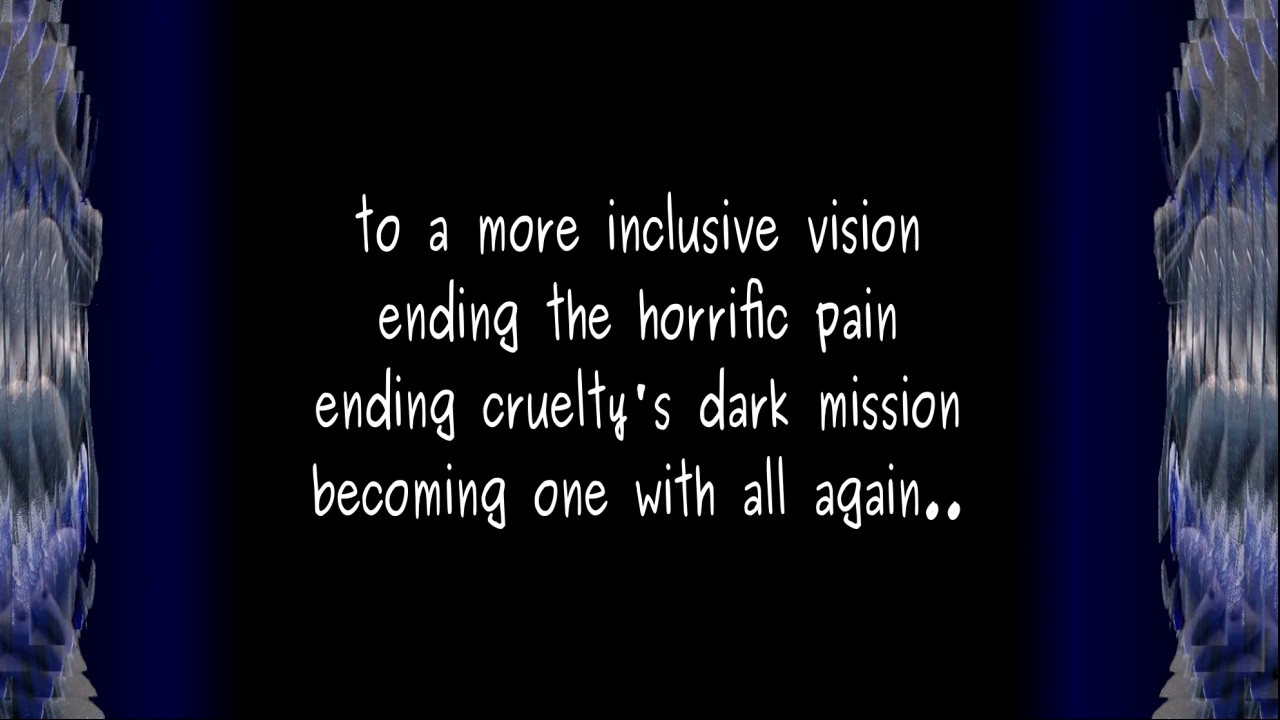 to a more inclusive vision
ending the horrific pain
ending cruelty's dark mission
becoming one with all again..